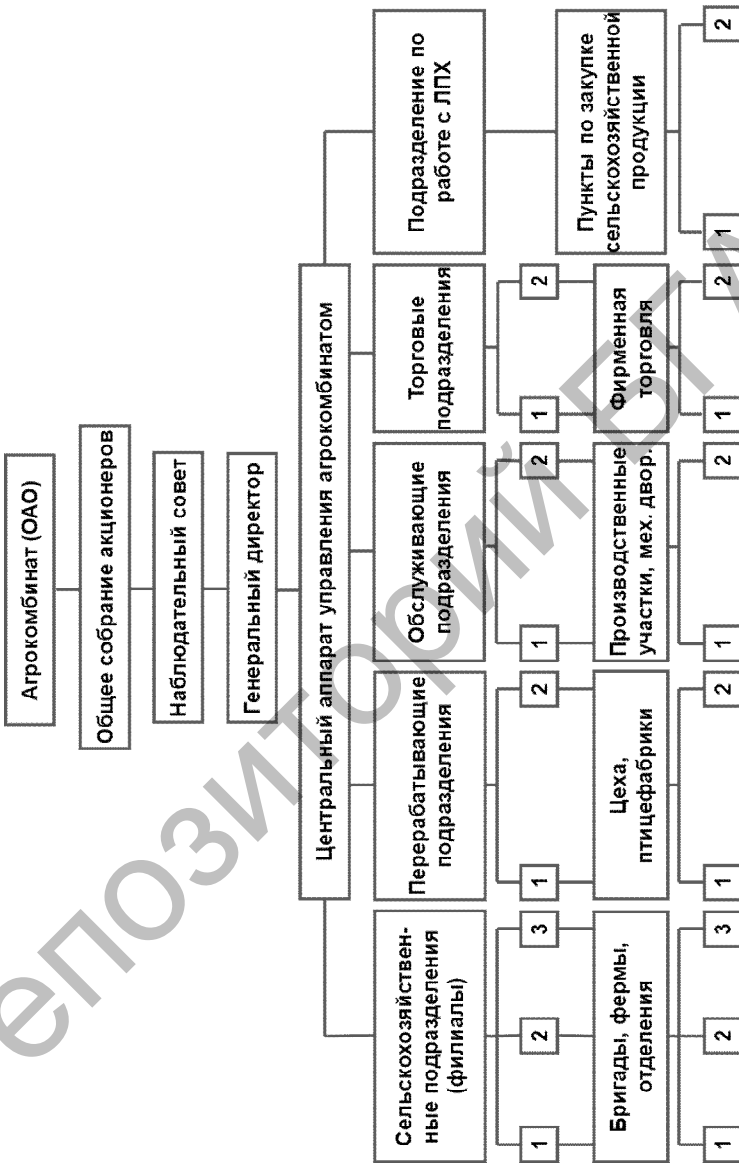 Агрокомбинат (ОАО)
Общее собрание акционеров
Наблюдательный совет
Генеральный директор
Центральный аппарат управления агрокомбинатом
Сельскохозяйствен-
ные подразделения
(филиалы)
Перерабатывающие
подразделения
Обслуживающие
подразделения
Торговые
подразделения
Подразделение по
работе с ЛПХ
1
2
3
1
2
1
2
1
2
Бригады, фермы,
отделения
Цеха,
птицефабрики
Производственные
участки, мех. двор.
Фирменная
торговля
Пункты по закупке
сельскохозяйственной
продукции
1
2
3
1
2
1
2
1
2
1
2
епозиторий БГА